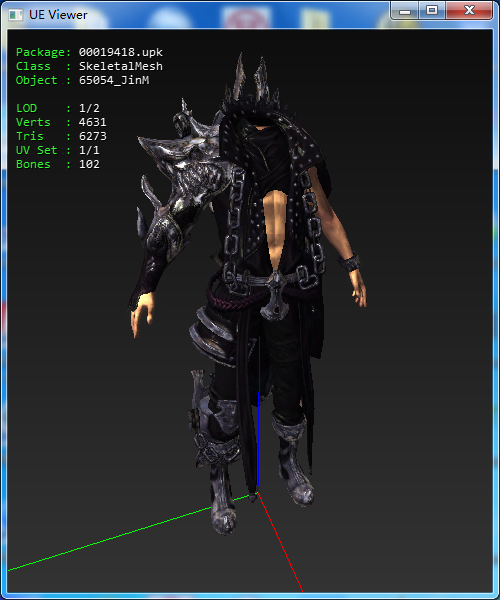 UE Viewer
Package: 00019418.upk
Class : SkeletalMesh
Object : 65054_JinM
LOD : 1/2
Verts : 4631
Tris : 6273
UV Set : 1/1
Bones : 102